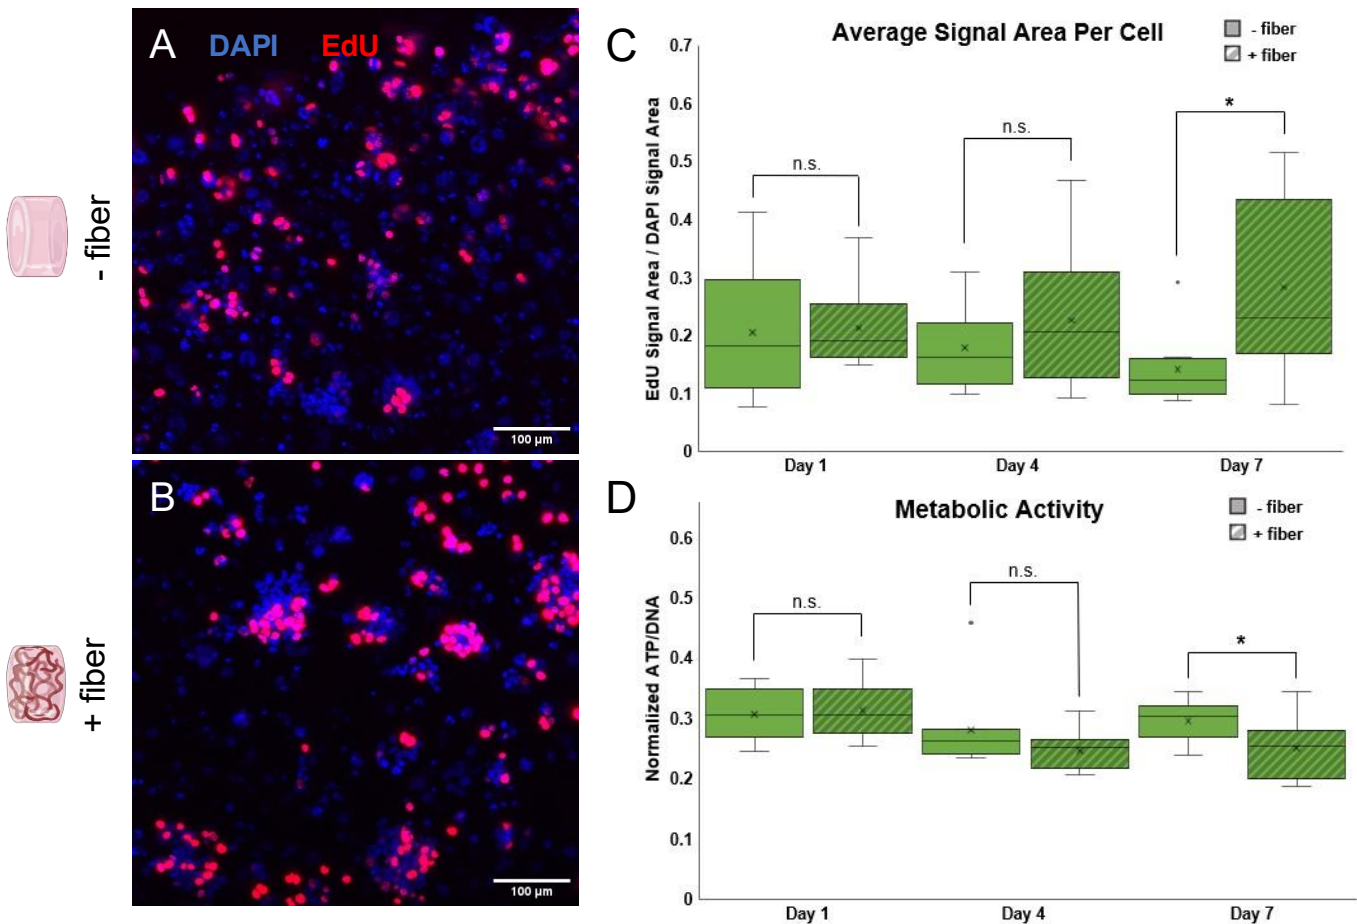 A
DAPI
EdU
- fiber
100 µm
B
+ fiber
100 µm
C
Average Signal Area Per Cell
- fiber
+ fiber
EdU Signal Area / DAPI Signal Area
0.7
0.6
0.5
0.4
0.3
0.2
0.1
0
n.s.
n.s.
*
Day 1
Day 4
Day 7
D
Metabolic Activity
- fiber
+ fiber
Normalized ATP/DNA
0.6
0.5
0.4
0.3
0.2
0.1
0
n.s.
n.s.
*
Day 1
Day 4
Day 7